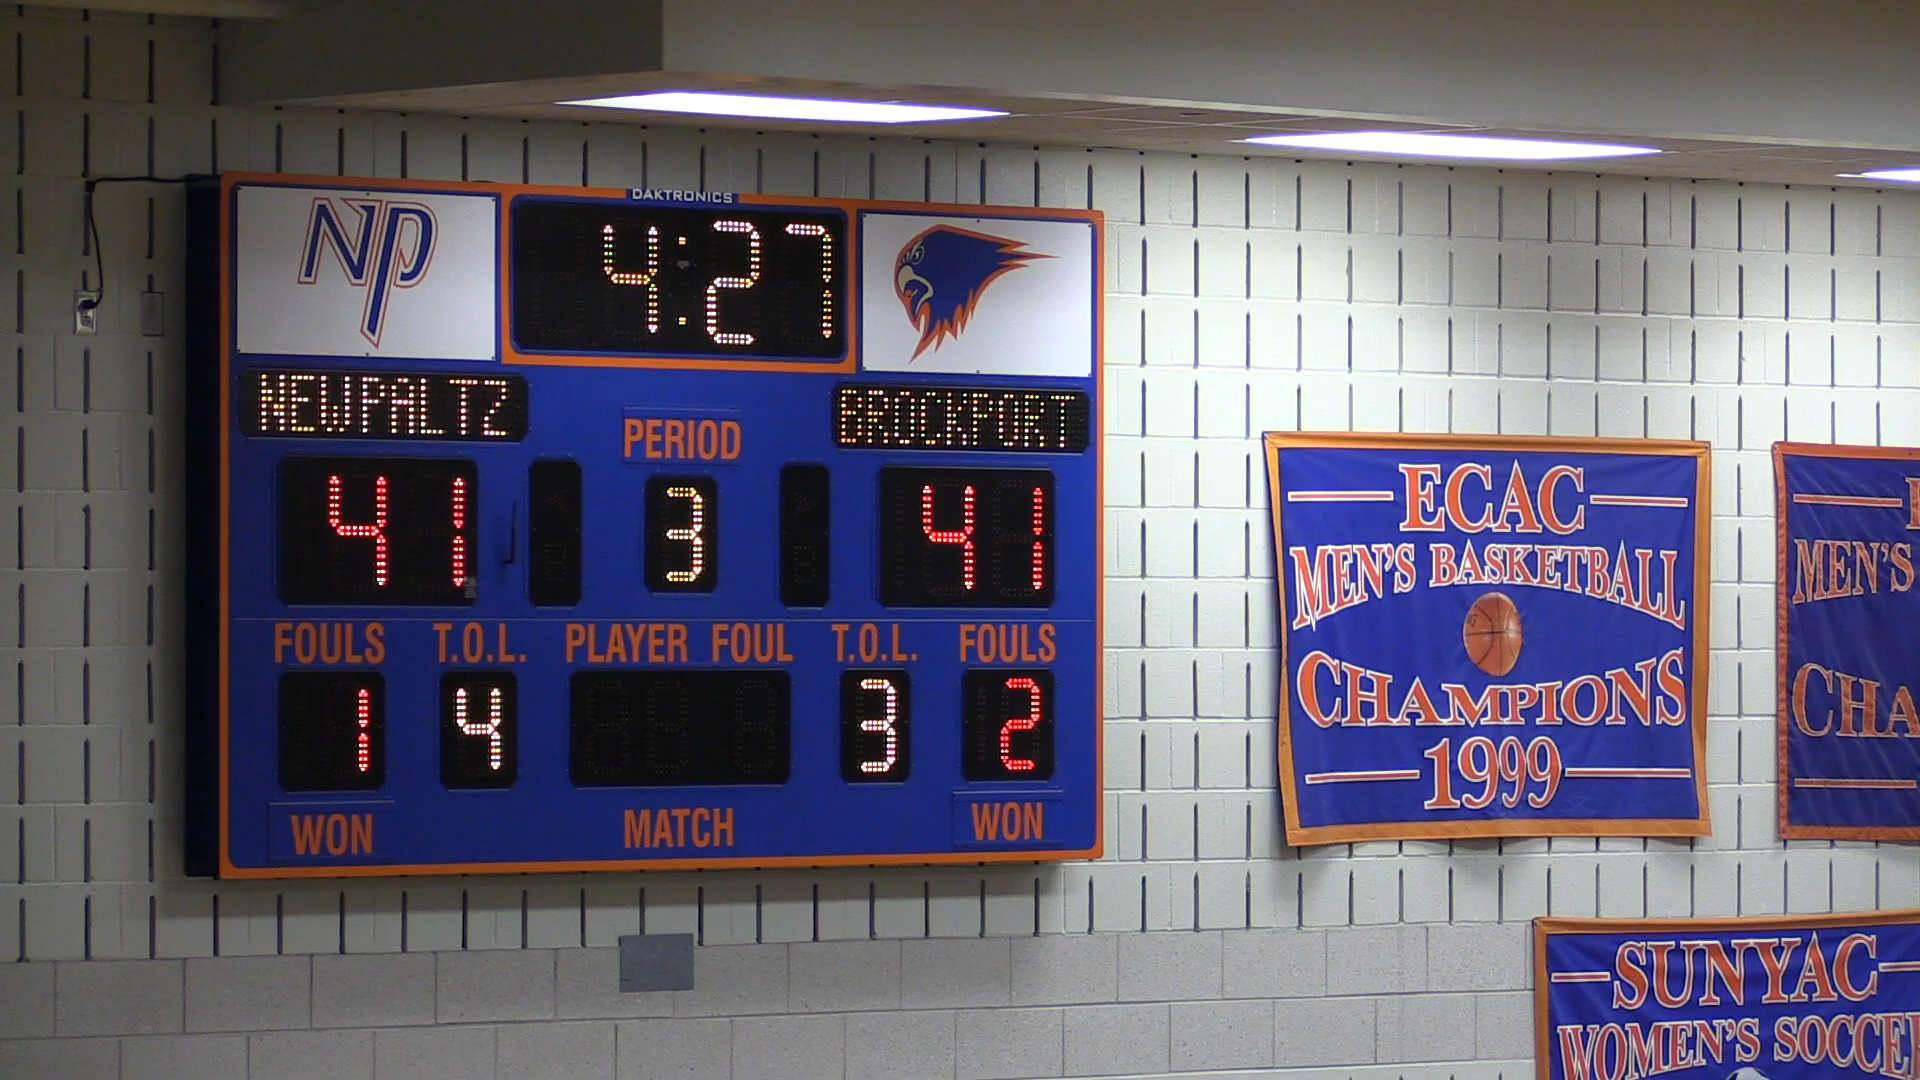 DAKTRONICS
NP
4:27
NEWPALTZ
BROCKPORT
PERIOD
41
3
41
FOULS T.O.L. PLAYER FOUL T.O.L. FOULS
1 4 3 2
WON MATCH WON
ECAC
MEN'S BASKETBALL
CHAMPIONS
1999
MEN'S
CHA
SUNYAC
WOMEN'S SOCCE